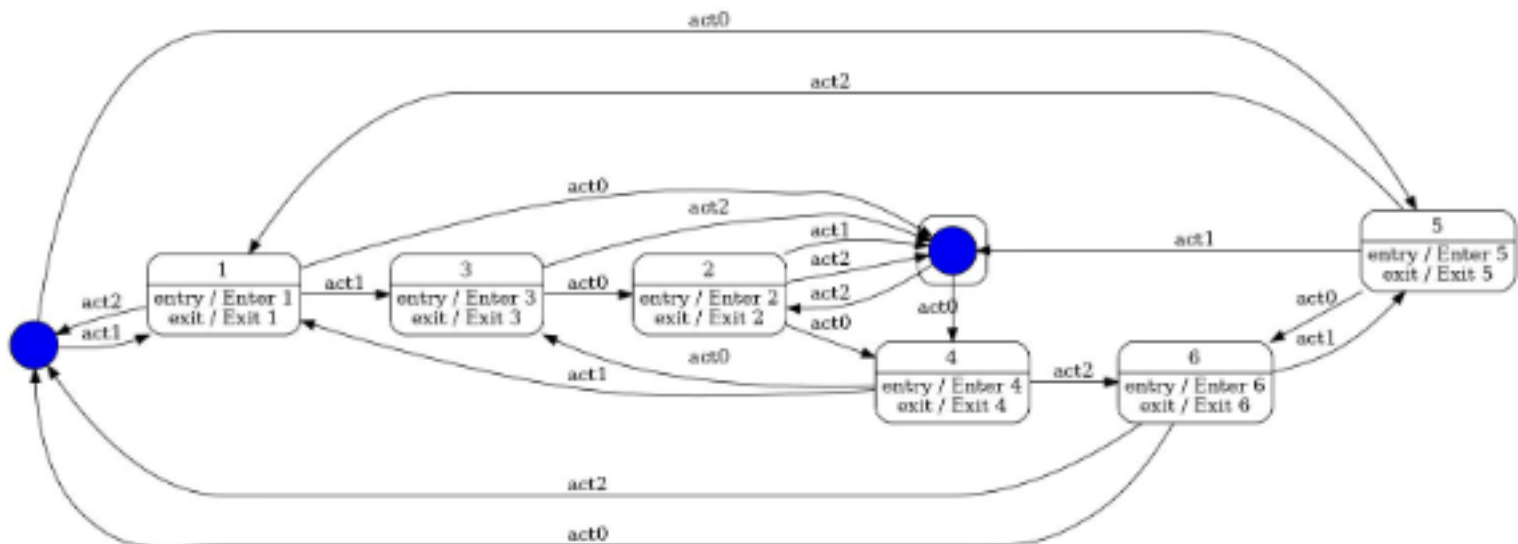 act0
act2
act0
act2
act1
1
entry / Enter 1
exit / Exit 1
act1
3
entry / Enter 3
exit / Exit 3
act0
2
entry / Enter 2
exit / Exit 2
act1
act2
act2
act0
act0
act1
5
entry / Enter 5
exit / Exit 5
act2
act1
act0
act1
4
entry / Enter 4
exit / Exit 4
act2
6
entry / Enter 6
exit / Exit 6
act0
act1
act2
act0